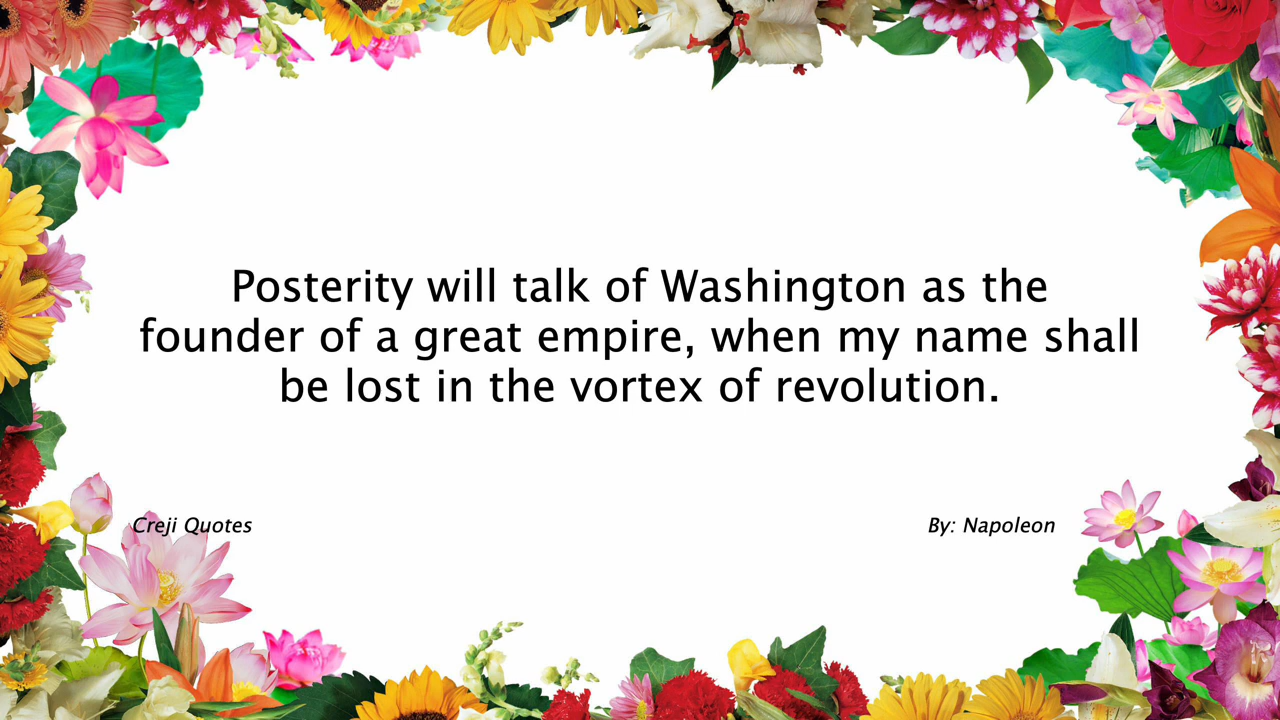 Posterity will talk of Washington as the
founder of a great empire, when my name shall
be lost in the vortex of revolution.
Creji Quotes
By: Napoleon